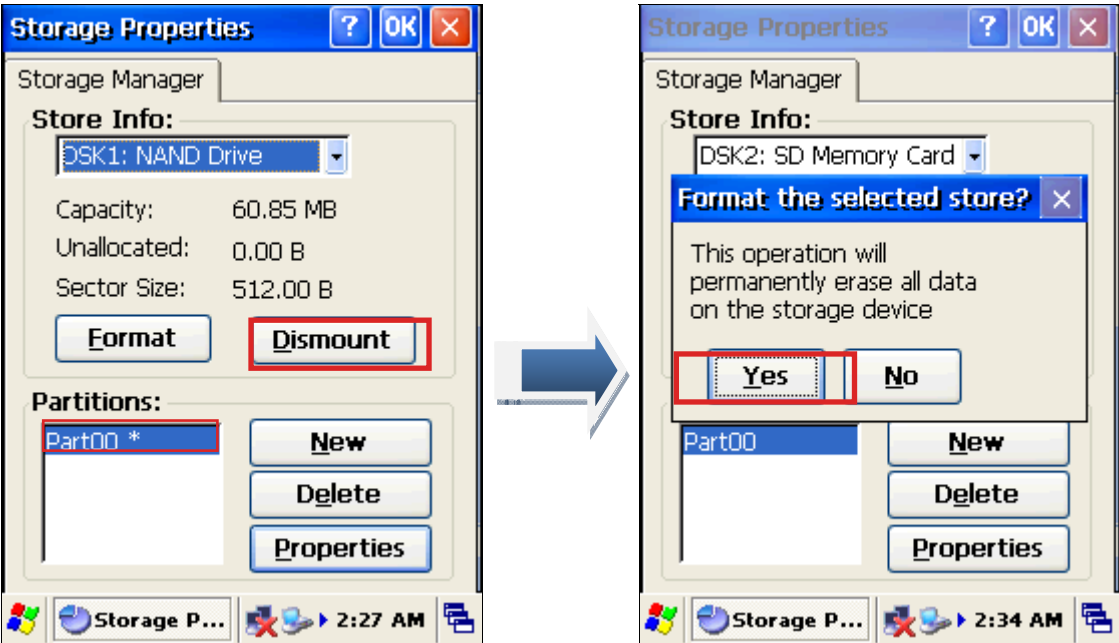 Storage Properties ? OK
Storage Manager
Store Info:
DSK1: NAND Drive
Capacity: 60.85 MB
Unallocated: 0.00 B
Sector Size: 512.00 B
Format Dismount
Partitions:
Part00 *
New
Delete
Properties
Storage P... 2:27 AM
Storage Properties ? OK
Storage Manager
Store Info:
DSK2: SD Memory Card
Format the selected store?
This operation will
permanently erase all data
on the storage device
Yes No
Part00
New
Delete
Properties
Storage P... 2:34 AM